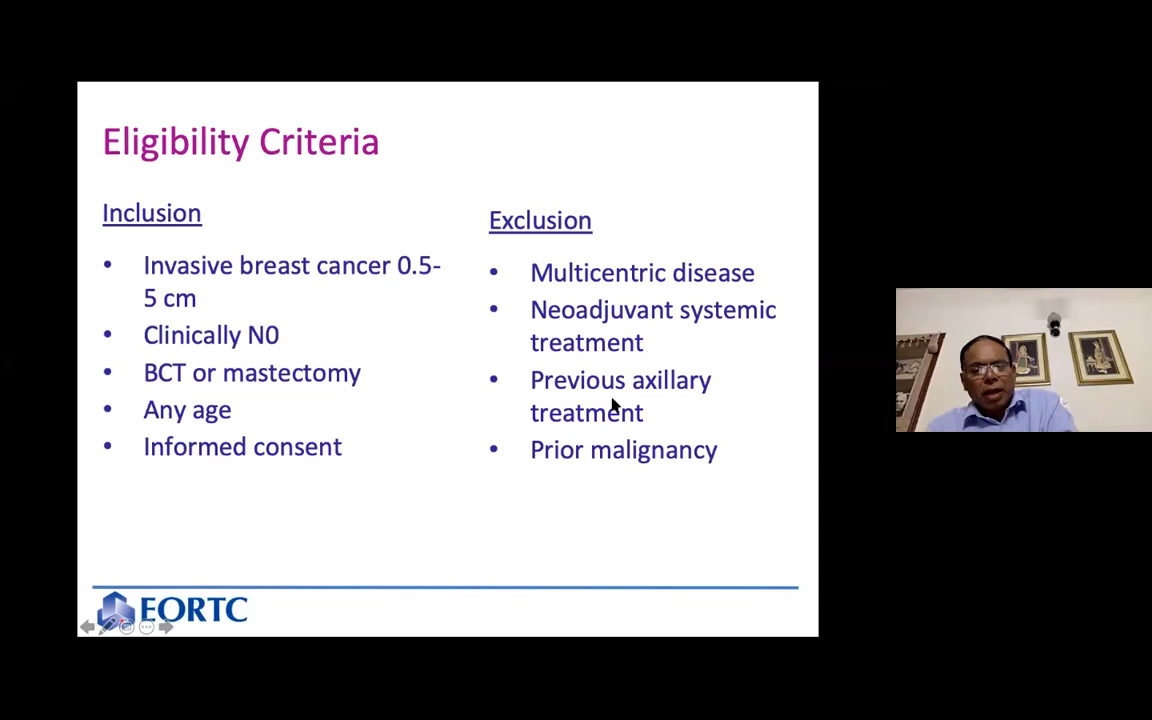 Eligibility Criteria
Inclusion
Invasive breast cancer 0.5-
5 cm
Clinically N0
BCT or mastectomy
Any age
Informed consent
Exclusion
Multicentric disease
Neoadjuvant systemic
treatment
Previous axillary
treatment
Prior malignancy
EORTC